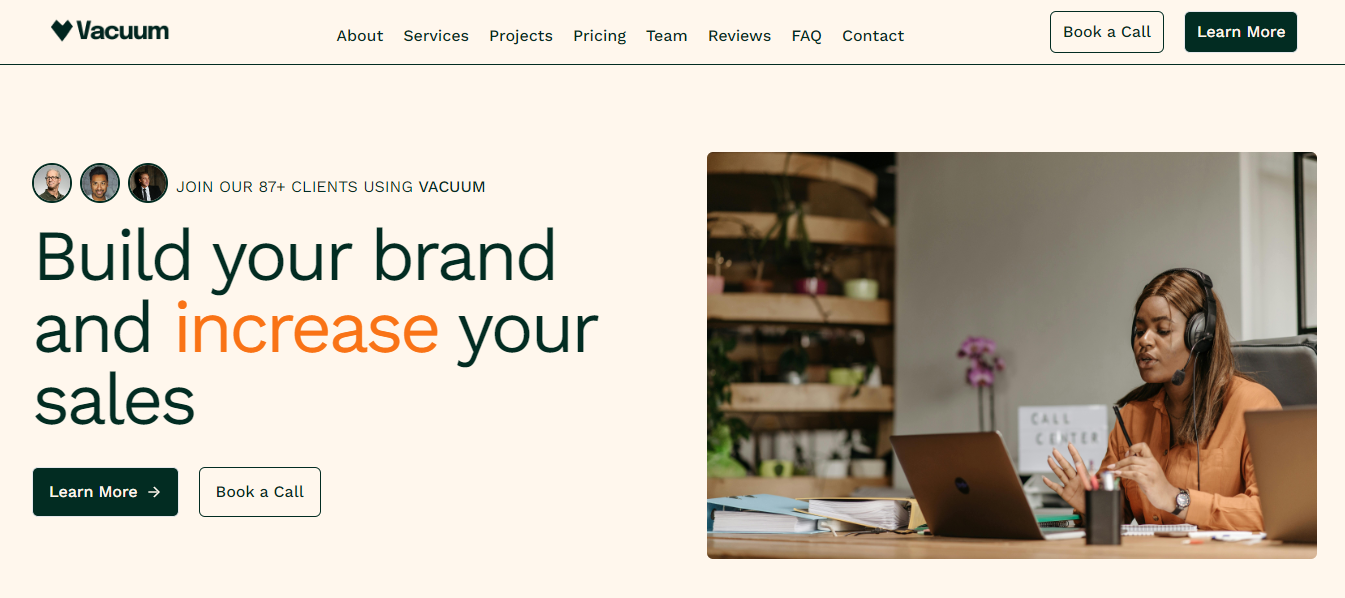 Vacuum
About Services Projects Pricing Team Reviews FAQ Contact
Book a Call
Learn More
JOIN OUR 87+ CLIENTS USING VACUUM
Build your brand
and increase your
sales
Learn More →
Book a Call
CALL
CENTER